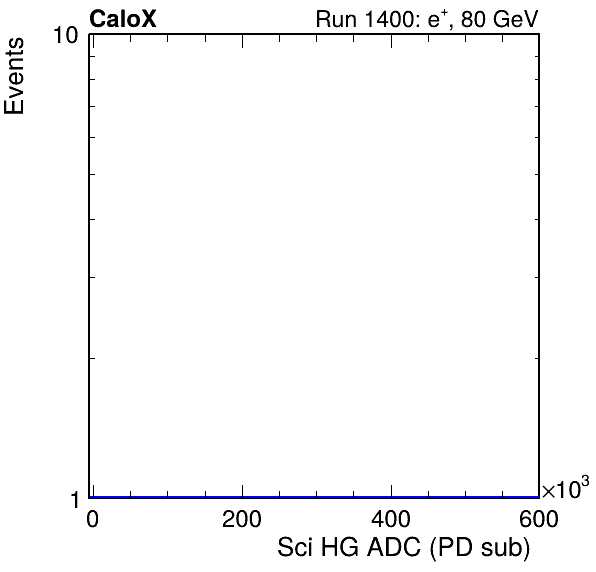 CaloX Run 1400: e⁺, 80 GeV
Events
10
1
×10³
0 200 400 600
Sci HG ADC (PD sub)